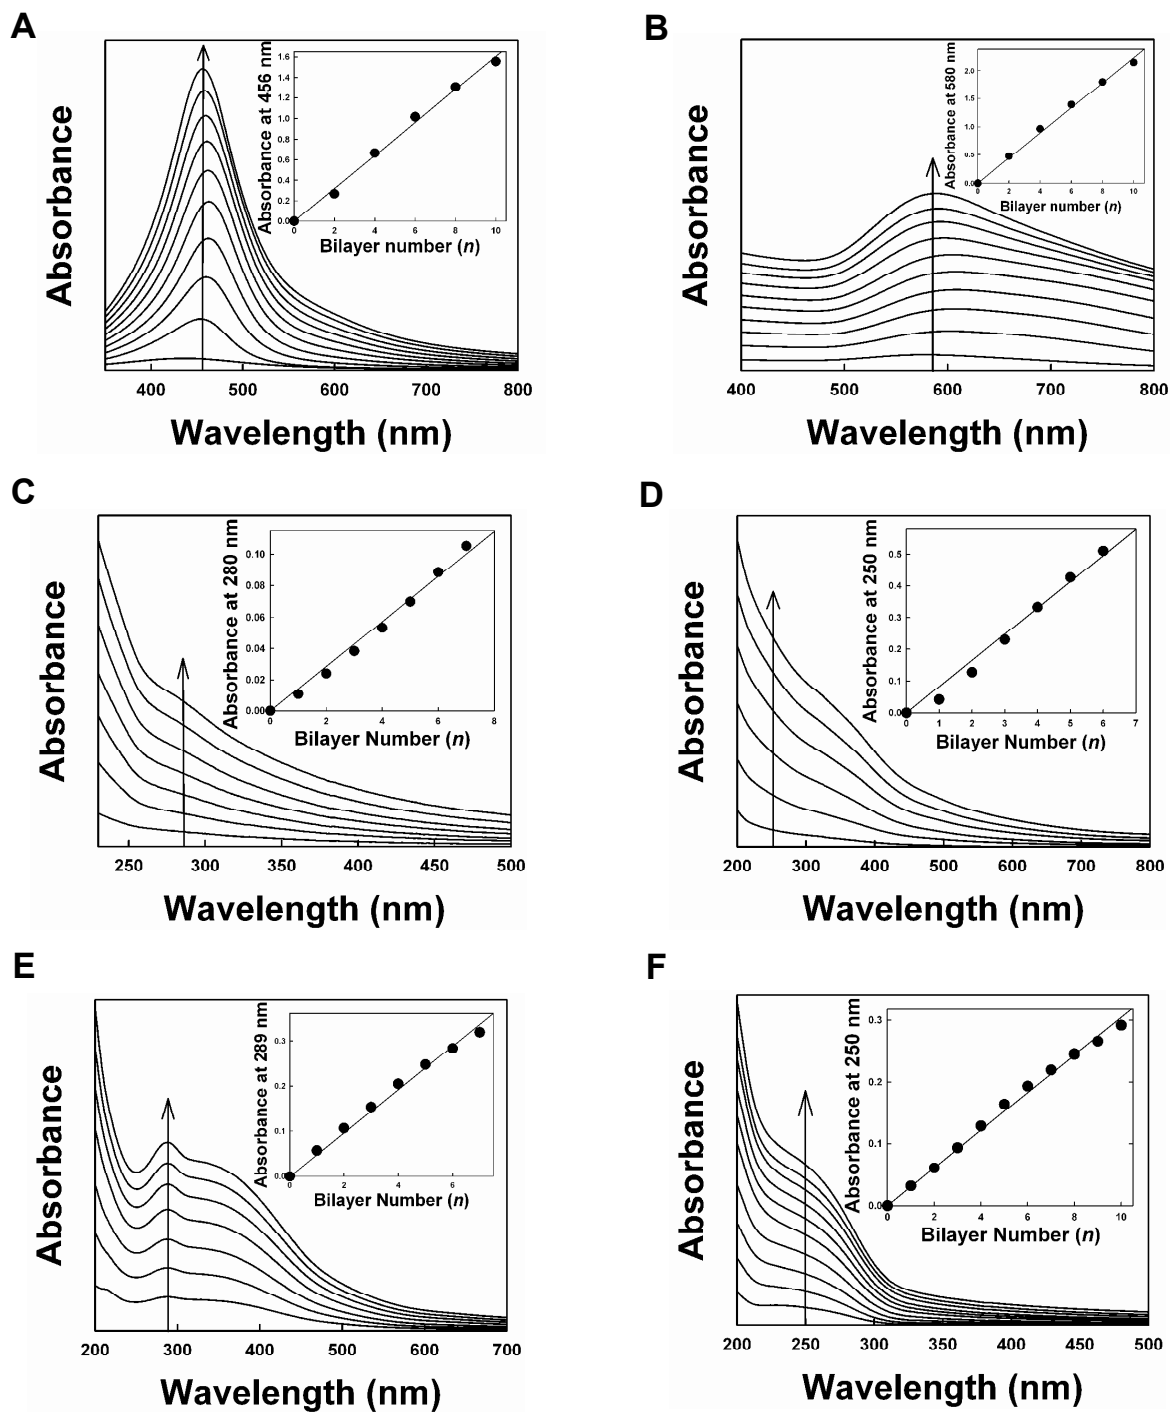 A
Absorbance
Absorbance at 456 nm
1.6
1.4
1.2
1.0
0.8
0.6
0.4
0.2
0.0
0 2 4 6 8 10
Bilayer number (n)
400 500 600 700 800
Wavelength (nm)
B
Absorbance
Absorbance at 580 nm
2.0
1.5
1.0
0.5
0.0
0 2 4 6 8 10
Bilayer number (n)
400 500 600 700 800
Wavelength (nm)
C
Absorbance
Absorbance at 280 nm
0.10
0.08
0.06
0.04
0.02
0.00
0 2 4 6 8
Bilayer Number (n)
250 300 350 400 450 500
Wavelength (nm)
D
Absorbance
Absorbance at 250 nm
0.5
0.4
0.3
0.2
0.1
0.0
0 1 2 3 4 5 6 7
Bilayer Number (n)
200 300 400 500 600 700 800
Wavelength (nm)
E
Absorbance
Absorbance at 289 nm
0.3
0.2
0.1
0.0
0 2 4 6
Bilayer Number (n)
200 300 400 500 600 700
Wavelength (nm)
F
Absorbance
Absorbance at 250 nm
0.3
0.2
0.1
0.0
0 2 4 6 8 10
Bilayer Number (n)
200 250 300 350 400 450 500
Wavelength (nm)